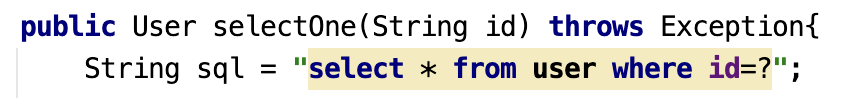 public User selectOne(String id) throws Exception{
String sql = "select * from user where id=?";